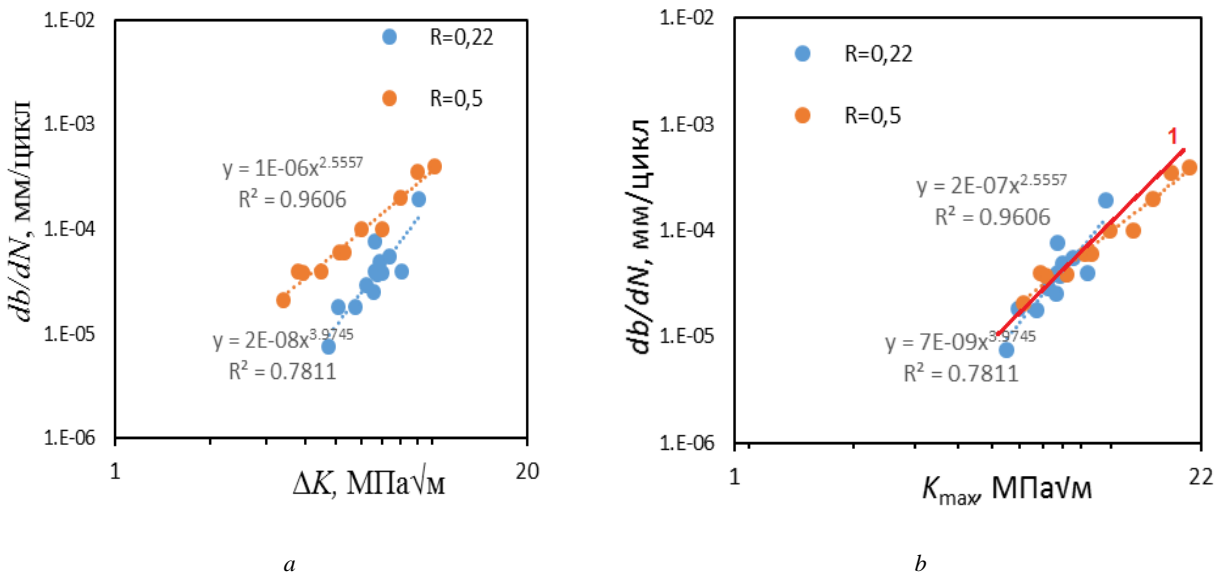 1.E-02
1.E-03
1.E-04
1.E-05
1.E-06
db/dN, мм/цикл
R=0,22
R=0,5
y = 1E-06x^2.5557
R² = 0.9606
y = 2E-08x^3.9745
R² = 0.7811
1
20
ΔK, МПа√м
a
1.E-02
1.E-03
1.E-04
1.E-05
1.E-06
db/dN, мм/цикл
R=0,22
R=0,5
1
y = 2E-07x^2.5557
R² = 0.9606
y = 7E-09x^3.9745
R² = 0.7811
1
22
Kmax, МПа√м
b